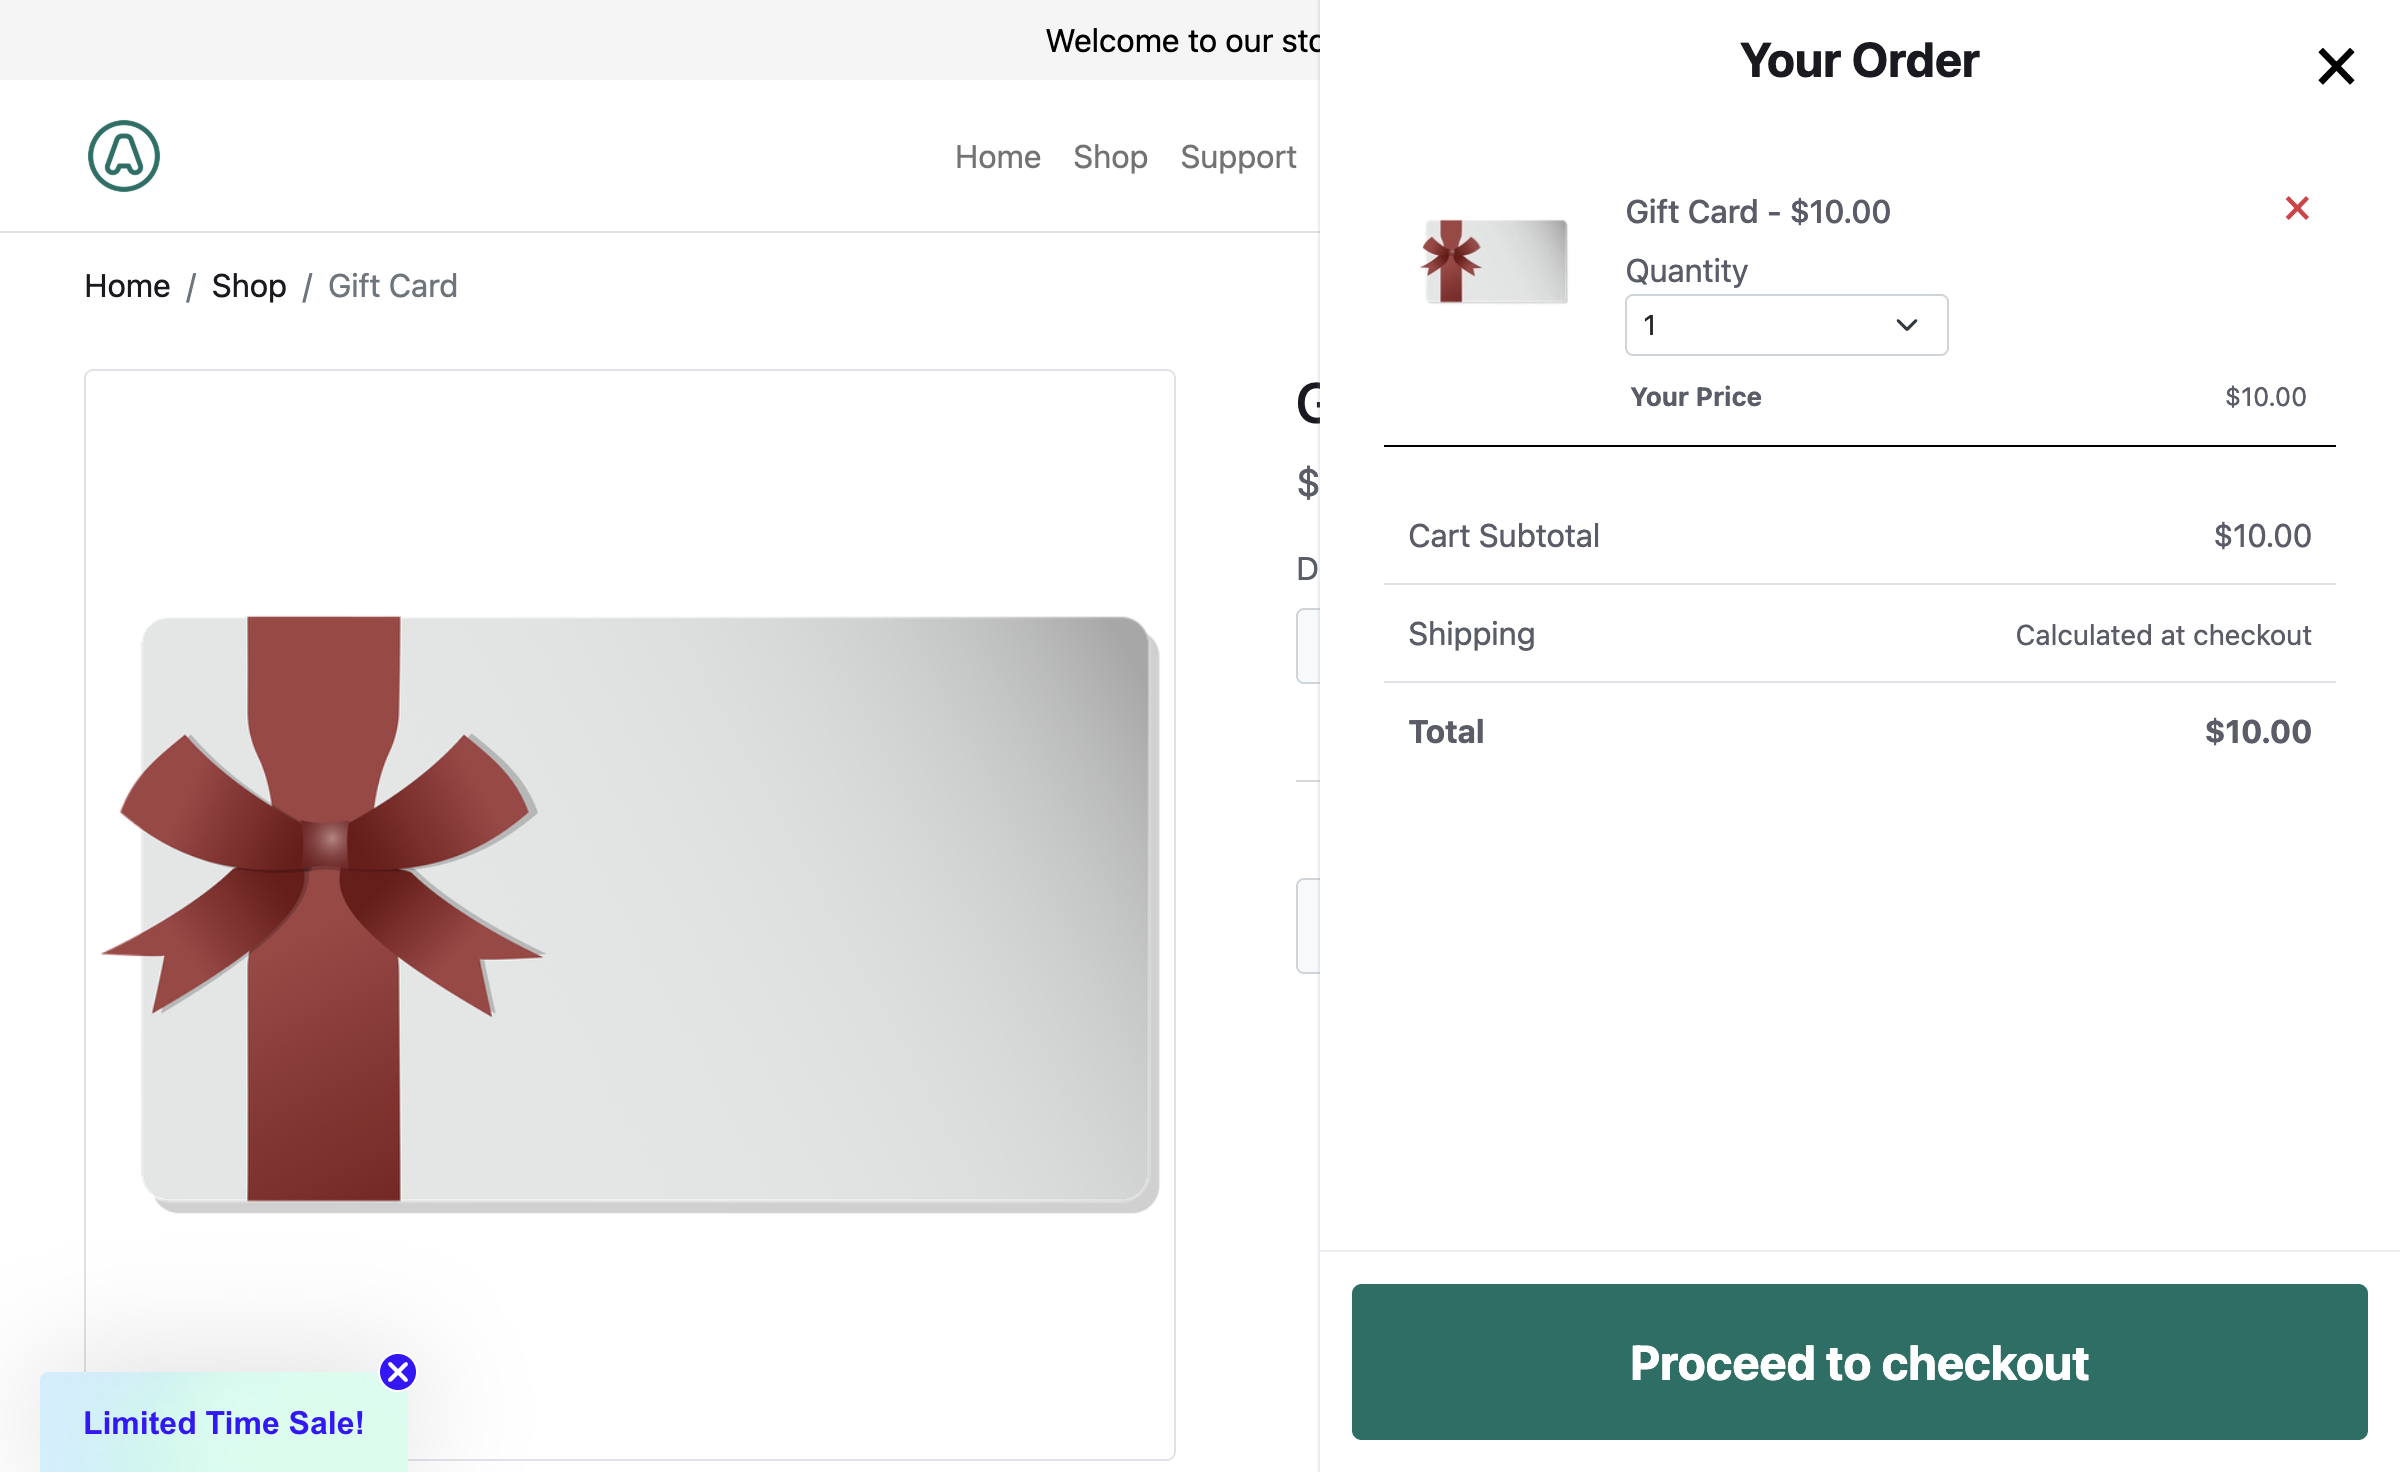 Welcome to our sto
Home Shop Support
Home / Shop / Gift Card
$
D
Limited Time Sale!
Your Order
Gift Card - $10.00
Quantity
1
Your Price $10.00
Cart Subtotal $10.00
Shipping Calculated at checkout
Total $10.00
Proceed to checkout